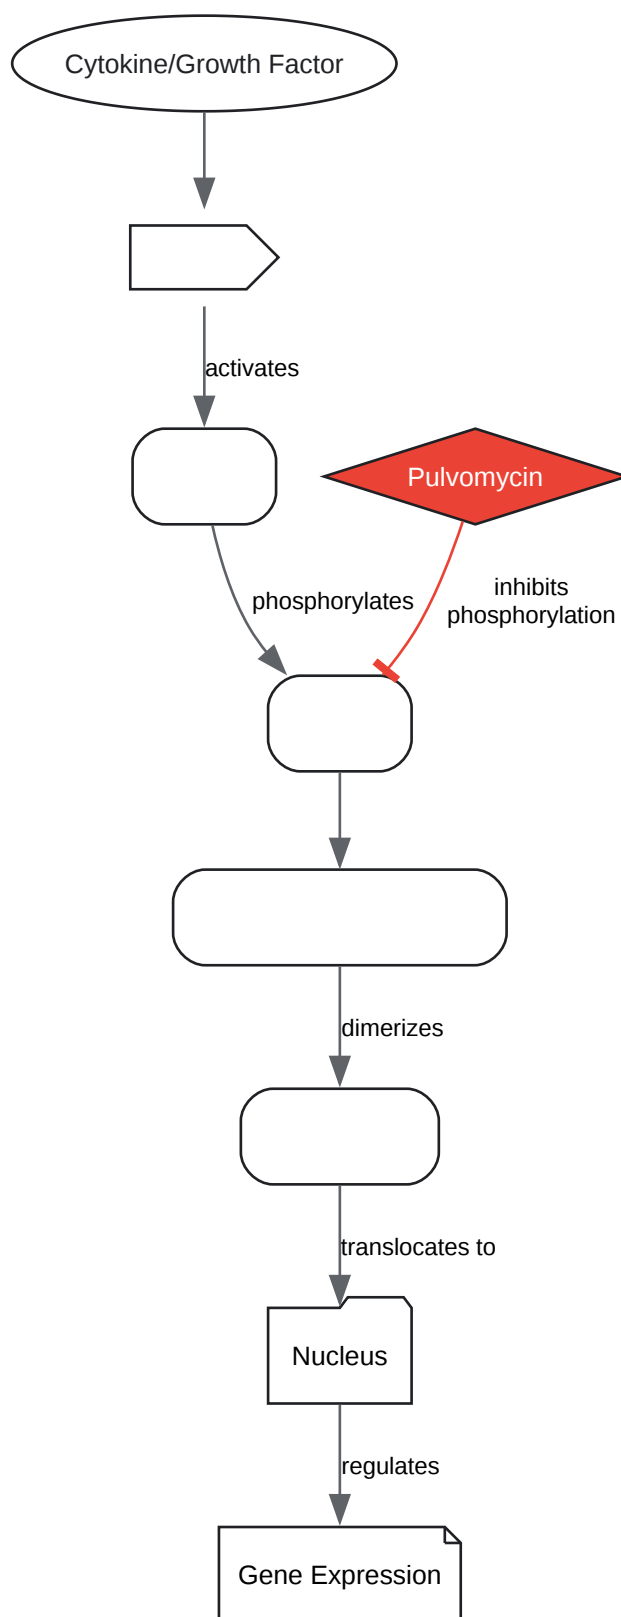 Cytokine/Growth Factor
activates
Pulvomycin
phosphorylates
inhibits
phosphorylation
dimerizes
translocates to
Nucleus
regulates
Gene Expression